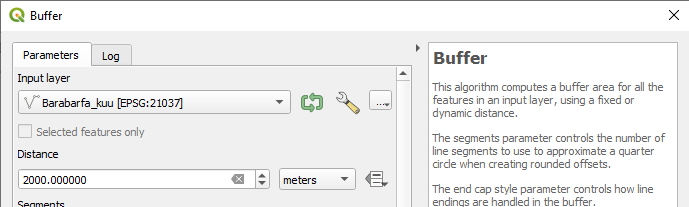 Buffer
Parameters
Log
Input layer
Barabarfa_kuu [EPSG:21037]
...
Selected features only
Distance
2000.000000
meters
Segments
Buffer
This algorithm computes a buffer area for all the
features in an input layer, using a fixed or
dynamic distance.
The segments parameter controls the number of
line segments to use to approximate a quarter
circle when creating rounded offsets.
The end cap style parameter controls how line
endings are handled in the buffer.